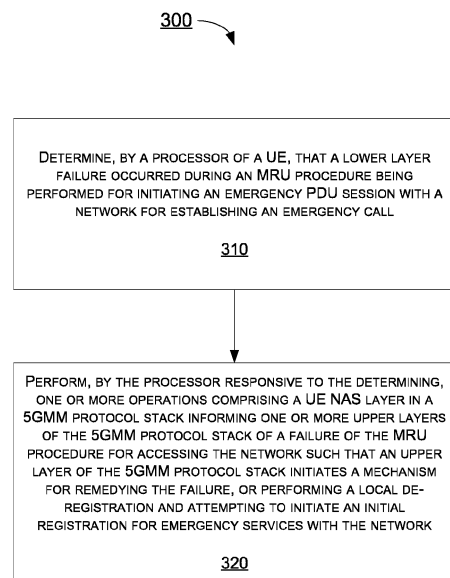 300
DETERMINE, BY A PROCESSOR OF A UE, THAT A LOWER LAYER
FAILURE OCCURRED DURING AN MRU PROCEDURE BEING
PERFORMED FOR INITIATING AN EMERGENCY PDU SESSION WITH A
NETWORK FOR ESTABLISHING AN EMERGENCY CALL
310
PERFORM, BY THE PROCESSOR RESPONSIVE TO THE DETERMINING,
ONE OR MORE OPERATIONS COMPRISING A UE NAS LAYER IN A
5GMM PROTOCOL STACK INFORMING ONE OR MORE UPPER LAYERS
OF THE 5GMM PROTOCOL STACK OF A FAILURE OF THE MRU
PROCEDURE FOR ACCESSING THE NETWORK SUCH THAT AN UPPER
LAYER OF THE 5GMM PROTOCOL STACK INITIATES A MECHANISM
FOR REMEDYING THE FAILURE, OR PERFORMING A LOCAL DE-
REGISTRATION AND ATTEMPTING TO INITIATE AN INITIAL
REGISTRATION FOR EMERGENCY SERVICES WITH THE NETWORK
320